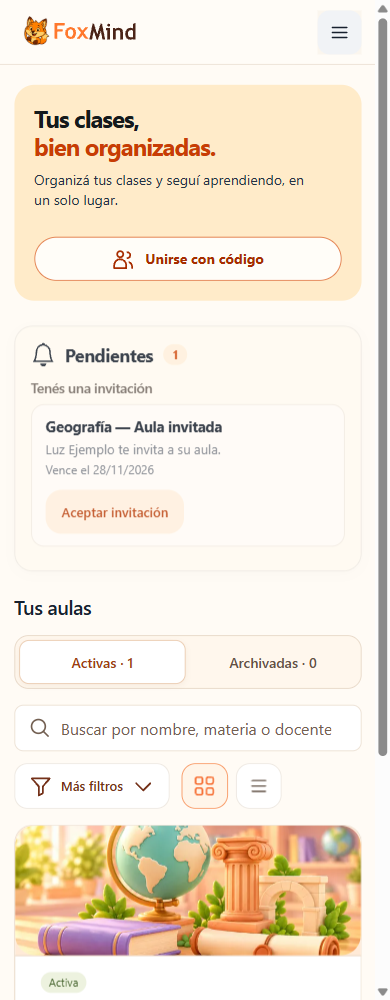 FoxMind
Tus clases,
bien organizadas.
Organizá tus clases y seguí aprendiendo, en
un solo lugar.
Unirse con código
Pendientes 1
Tenés una invitación
Geografía — Aula invitada
Luz Ejemplo te invita a su aula.
Vence el 28/11/2026
Aceptar invitación
Tus aulas
Activas · 1 Archivadas · 0
Buscar por nombre, materia o docente
Más filtros
Activa